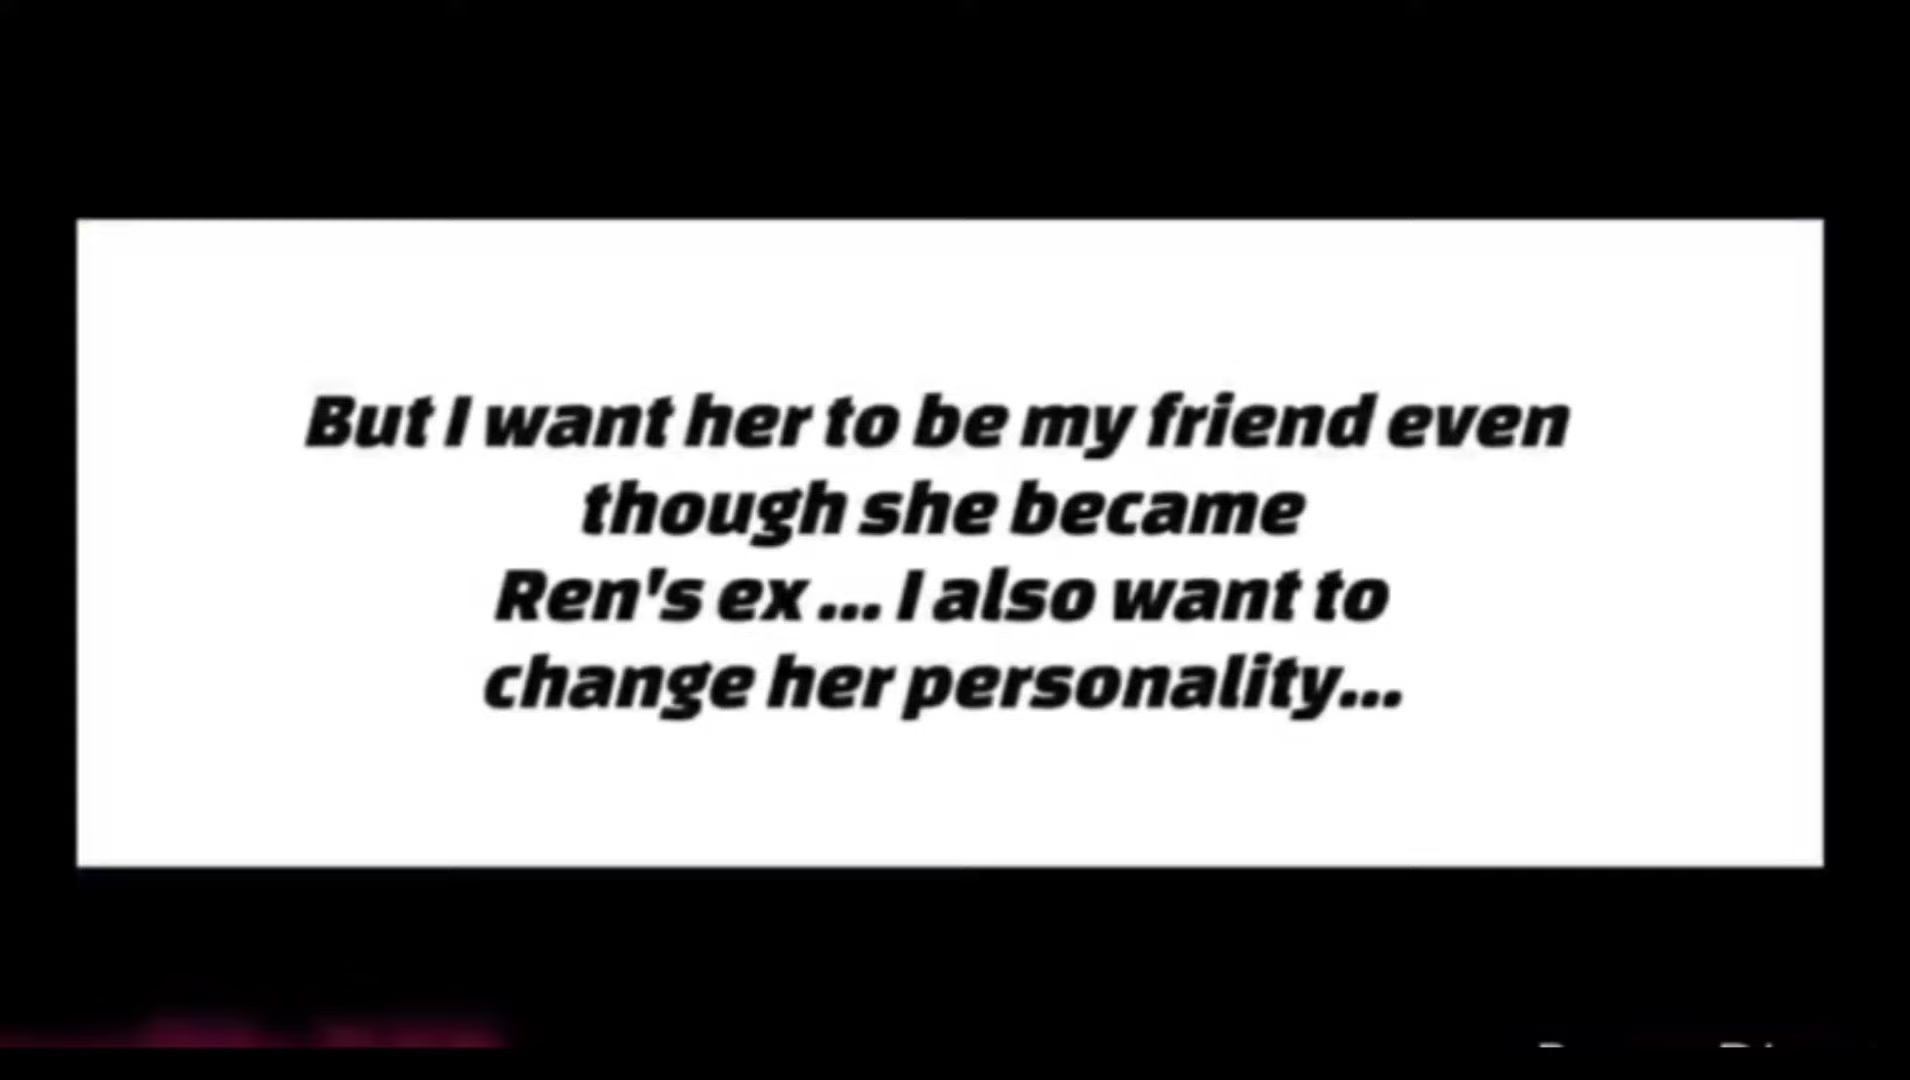 But I want her to be my friend even
though she became
Ren's ex ... I also want to
change her personality...